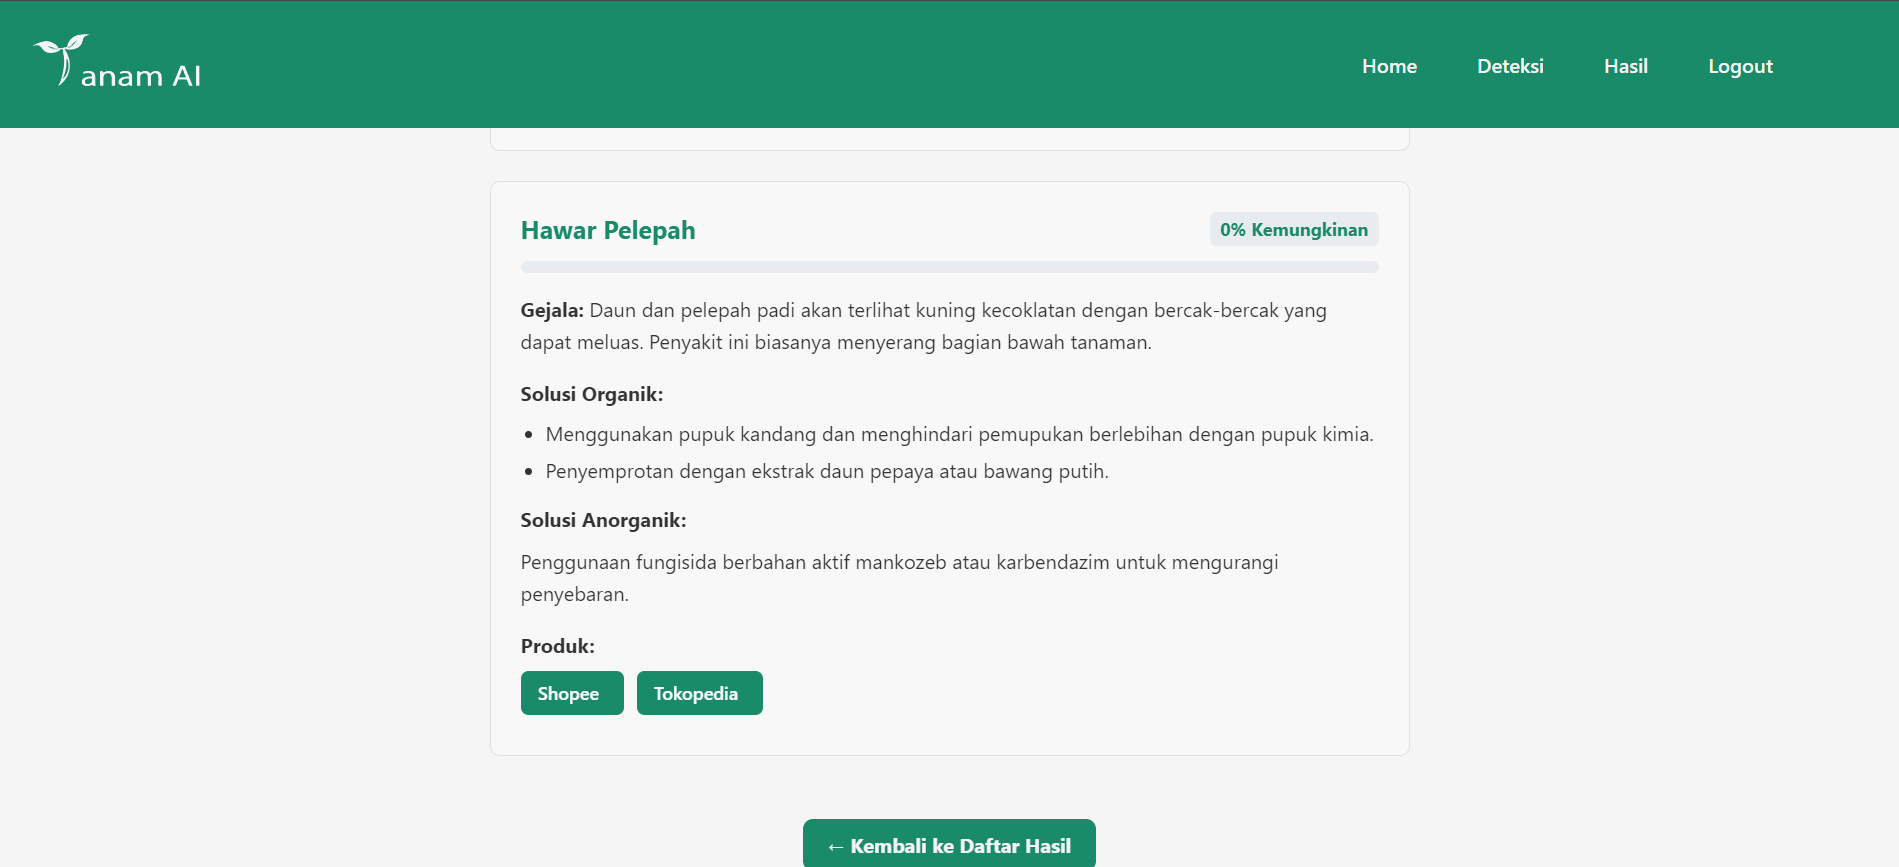 Tanam AI
Home
Deteksi
Hasil
Logout
Hawar Pelepah
0% Kemungkinan
Gejala: Daun dan pelepah padi akan terlihat kuning kecoklatan dengan bercak-bercak yang
dapat meluas. Penyakit ini biasanya menyerang bagian bawah tanaman.
Solusi Organik:
• Menggunakan pupuk kandang dan menghindari pemupukan berlebihan dengan pupuk kimia.
• Penyemprotan dengan ekstrak daun pepaya atau bawang putih.
Solusi Anorganik:
Penggunaan fungisida berbahan aktif mankozeb atau karbendazim untuk mengurangi
penyebaran.
Produk:
Shopee
Tokopedia
← Kembali ke Daftar Hasil